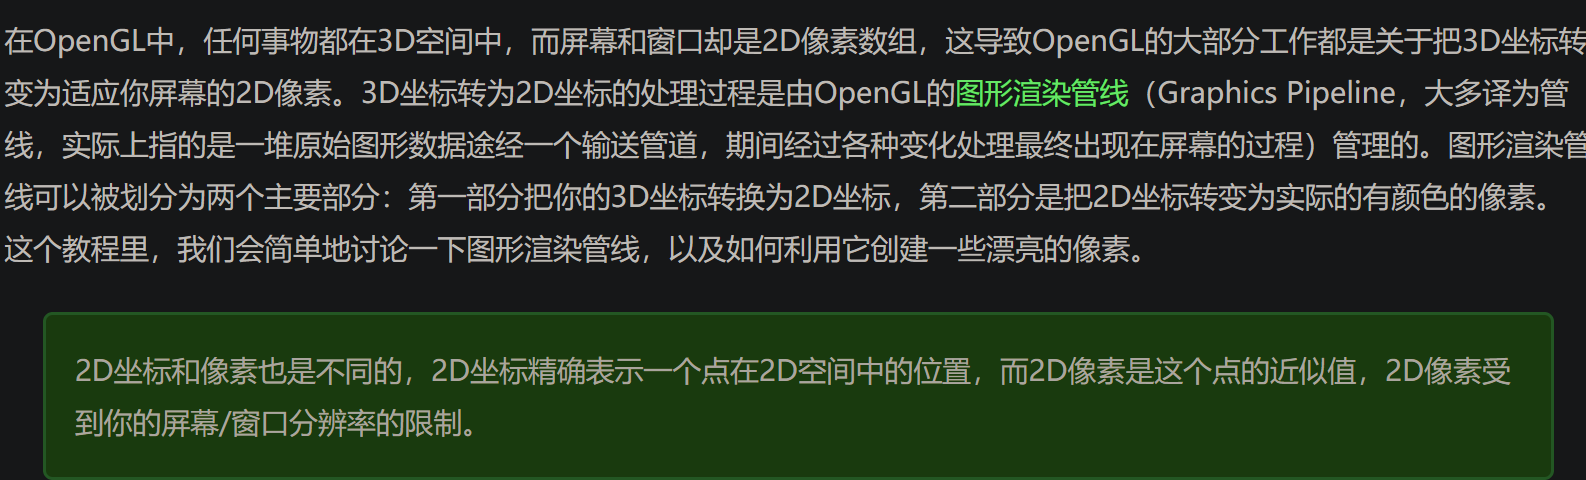 在OpenGL中，任何事物都在3D空间中，而屏幕和窗口却是2D像素数组，这导致OpenGL的大部分工作都是关于把3D坐标转
变为适应你屏幕的2D像素。3D坐标转为2D坐标的处理过程是由OpenGL的图形渲染管线（Graphics Pipeline，大多译为管
线，实际上指的是一堆原始图形数据途经一个输送管道，期间经过各种变化处理最终出现在屏幕的过程）管理的。图形渲染管
线可以被划分为两个主要部分：第一部分把你的3D坐标转换为2D坐标，第二部分是把2D坐标转变为实际的有颜色的像素。
这个教程里，我们会简单地讨论一下图形渲染管线，以及如何利用它创建一些漂亮的像素。
2D坐标和像素也是不同的，2D坐标精确表示一个点在2D空间中的位置，而2D像素是这个点的近似值，2D像素受
到你的屏幕/窗口分辨率的限制。